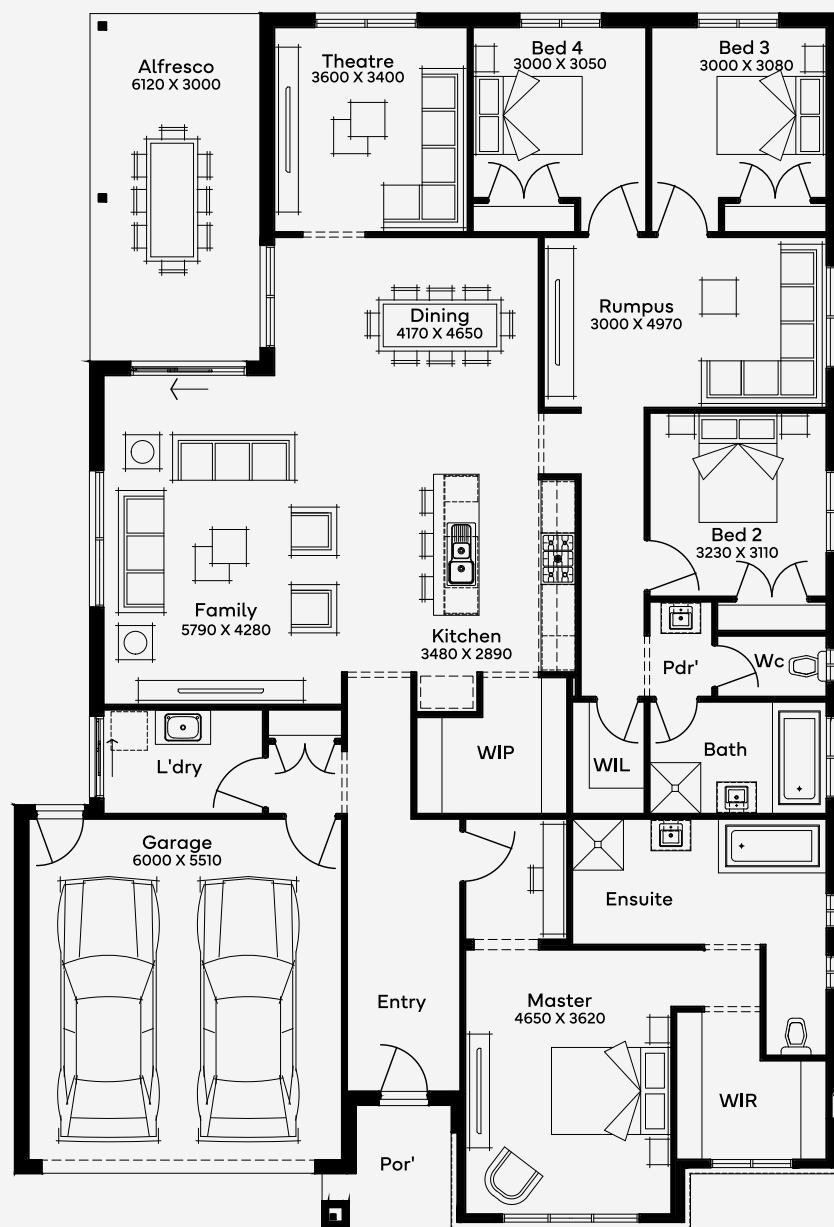 Alfresco
6120 X 3000
Theatre
3600 X 3400
Bed 4
3000 X 3050
Bed 3
3000 X 3080
Dining
4170 X 4650
Rumpus
3000 X 4970
Bed 2
3230 X 3110
Family
5790 X 4280
Kitchen
3480 X 2890
Pdr'
Wc
L'dry
WIP
WIL
Bath
Garage
6000 X 5510
Ensuite
Entry
Master
4650 X 3620
WIR
Por'